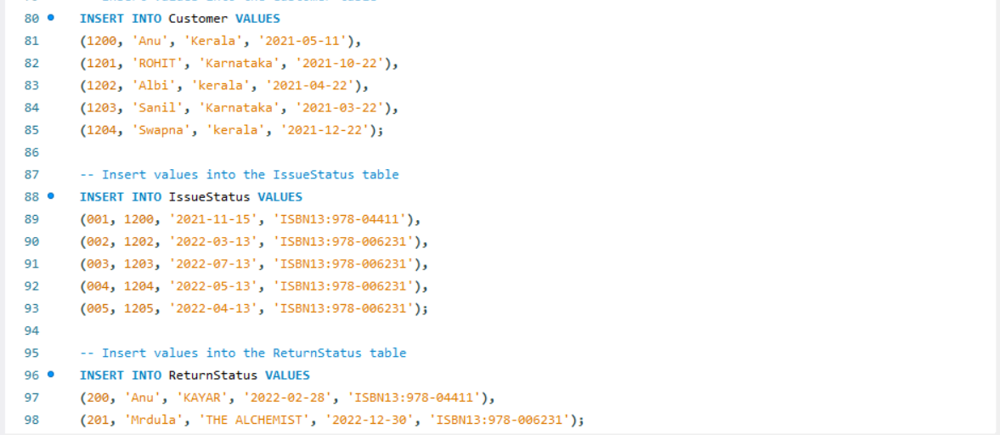 80 INSERT INTO Customer VALUES
81 (1200, 'Anu', 'Kerala', '2021-05-11'),
82 (1201, 'ROHIT', 'Karnataka', '2021-10-22'),
83 (1202, 'Albi', 'kerala', '2021-04-22'),
84 (1203, 'Sanil', 'Karnataka', '2021-03-22'),
85 (1204, 'Swapna', 'kerala', '2021-12-22');
86
87 -- Insert values into the IssueStatus table
88 INSERT INTO IssueStatus VALUES
89 (001, 1200, '2021-11-15', 'ISBN13:978-04411'),
90 (002, 1202, '2022-03-13', 'ISBN13:978-006231'),
91 (003, 1203, '2022-07-13', 'ISBN13:978-006231'),
92 (004, 1204, '2022-05-13', 'ISBN13:978-006231'),
93 (005, 1205, '2022-04-13', 'ISBN13:978-006231');
94
95 -- Insert values into the ReturnStatus table
96 INSERT INTO ReturnStatus VALUES
97 (200, 'Anu', 'KAYAR', '2022-02-28', 'ISBN13:978-04411'),
98 (201, 'Mrdula', 'THE ALCHEMIST', '2022-12-30', 'ISBN13:978-006231');